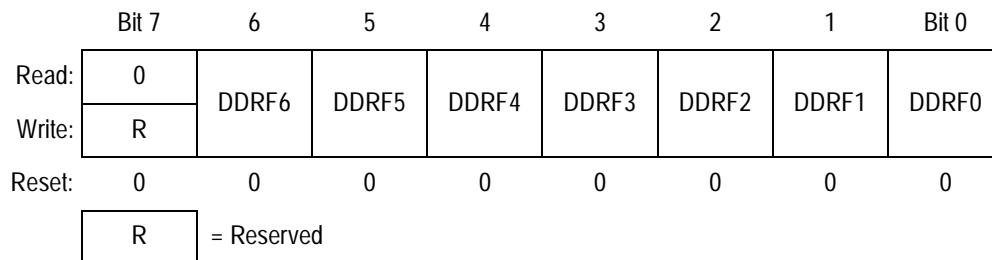 Bit 7 6 5 4 3 2 1 Bit 0
Read: 0 DDRF6 DDRF5 DDRF4 DDRF3 DDRF2 DDRF1 DDRF0
Write: R
Reset: 0 0 0 0 0 0 0 0
R = Reserved